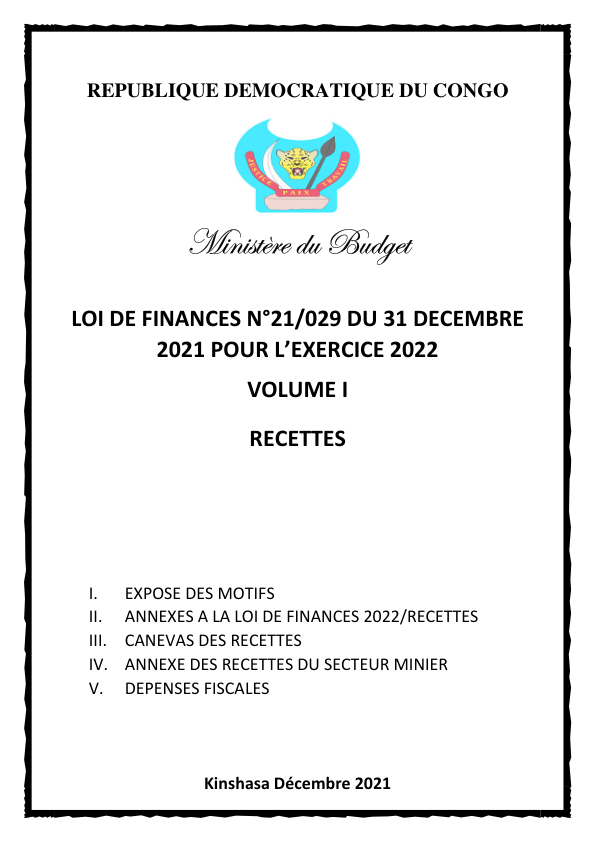 REPUBLIQUE DEMOCRATIQUE DU CONGO
JUSTICE PAIX TRAVAIL
Ministère du Budget
LOI DE FINANCES N°21/029 DU 31 DECEMBRE
2021 POUR L’EXERCICE 2022
VOLUME I
RECETTES
I. EXPOSE DES MOTIFS
II. ANNEXES A LA LOI DE FINANCES 2022/RECETTES
III. CANEVAS DES RECETTES
IV. ANNEXE DES RECETTES DU SECTEUR MINIER
V. DEPENSES FISCALES
Kinshasa Décembre 2021